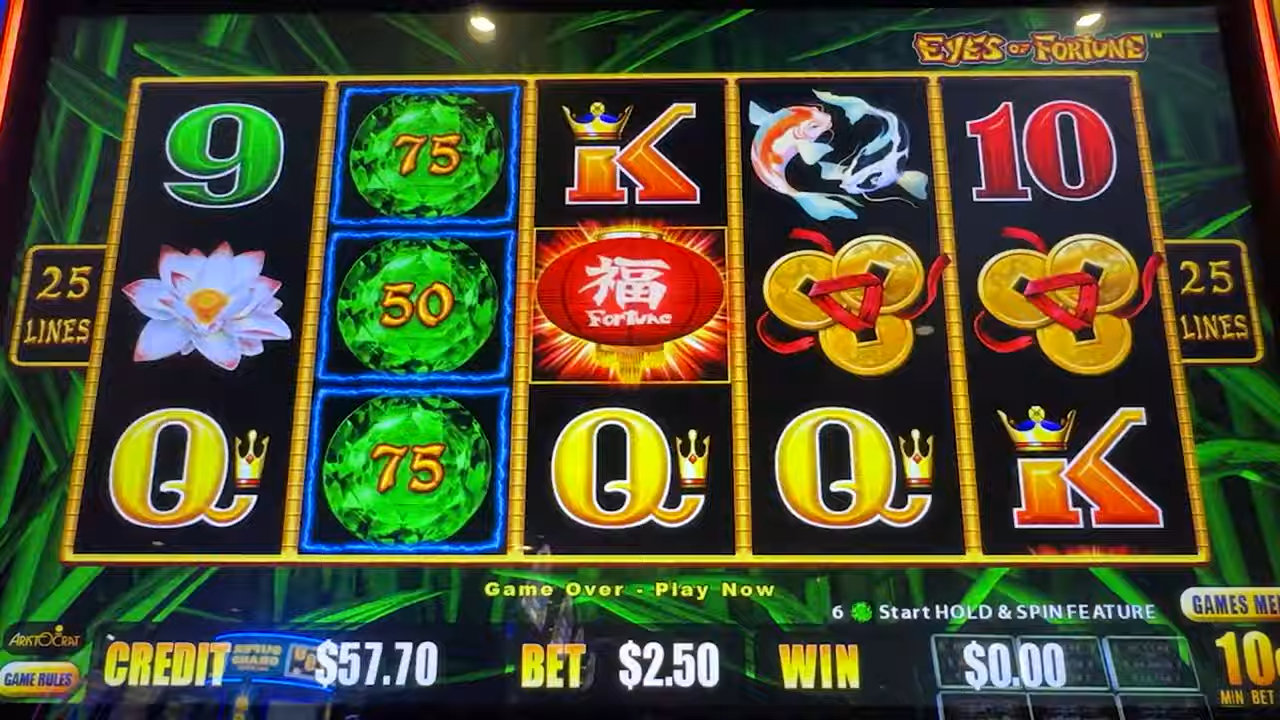 EYES OF FORTUNE™
9
75
K
10
25
LINES
50
福
Fortune
25
LINES
Q
75
Q
Q
K
Game Over - Play Now
6 Start HOLD & SPIN FEATURE
GAMES ME
ARISTOCRAT
GAME RULES
CREDIT $57.70
BET $2.50
WIN $0.00
10¢
MIN BET